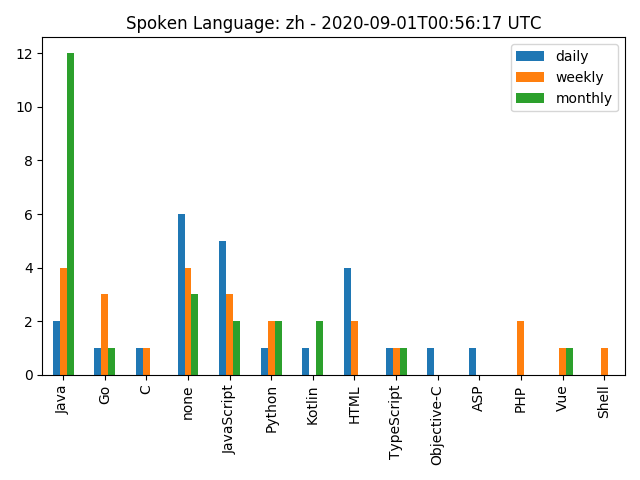 Spoken Language: zh - 2020-09-01T00:56:17 UTC
daily
weekly
monthly
12
10
8
6
4
2
0
Java
Go
C
none
JavaScript
Python
Kotlin
HTML
TypeScript
Objective-C
ASP
PHP
Vue
Shell